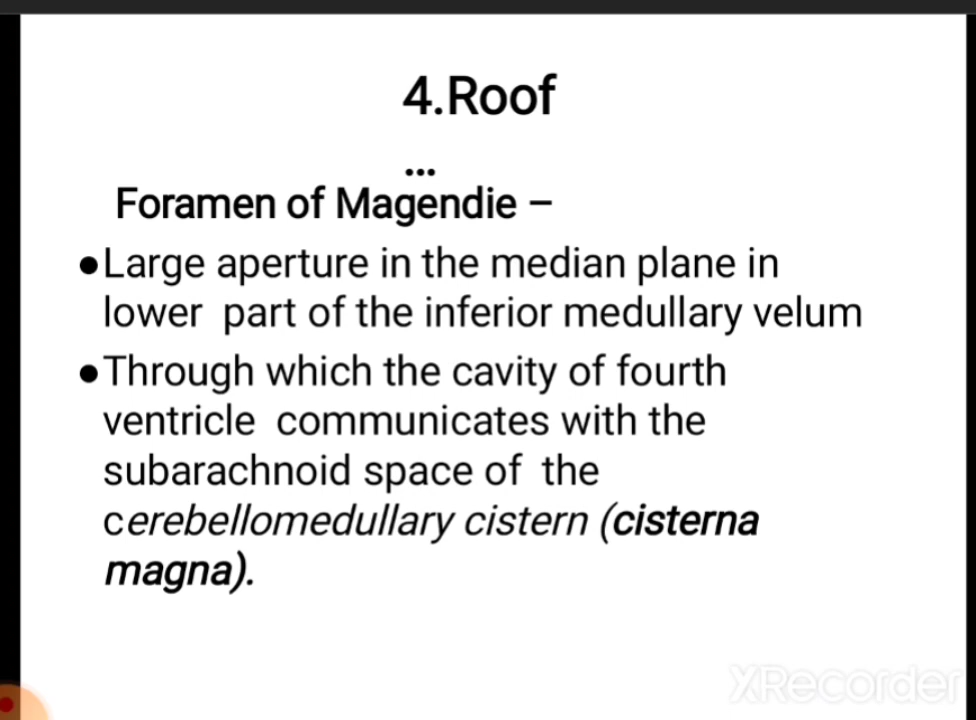 4.Roof
...
Foramen of Magendie –
●Large aperture in the median plane in
lower part of the inferior medullary velum
●Through which the cavity of fourth
ventricle communicates with the
subarachnoid space of the
cerebellomedullary cistern (cisterna
magna).
XRecorder